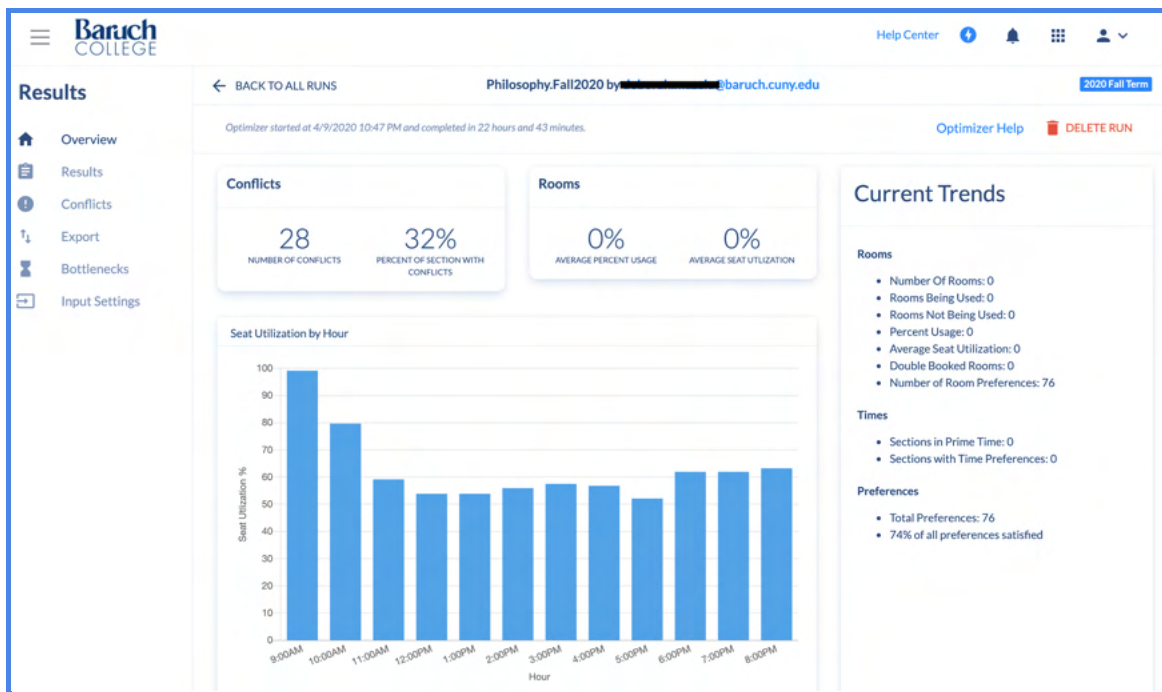 Baruch
COLLEGE
Help Center
Results
Overview
Results
Conflicts
Export
Bottlenecks
Input Settings
BACK TO ALL RUNS
Philosophy.Fall2020 by @baruch.cuny.edu
2020 Fall Term
Optimizer started at 4/9/2020 10:47 PM and completed in 22 hours and 43 minutes.
Optimizer Help
DELETE RUN
Conflicts
28
NUMBER OF CONFLICTS
32%
PERCENT OF SECTION WITH
CONFLICTS
Rooms
0%
AVERAGE PERCENT USAGE
0%
AVERAGE SEAT UTLIZATION
Seat Utilization by Hour
Seat Utlization %
100
90
80
70
60
50
40
30
20
10
0
9:00AM
10:00AM
11:00AM
12:00PM
1:00PM
2:00PM
3:00PM
4:00PM
5:00PM
6:00PM
7:00PM
8:00PM
Hour
Current Trends
Rooms
• Number Of Rooms: 0
• Rooms Being Used: 0
• Rooms Not Being Used: 0
• Percent Usage: 0
• Average Seat Utilization: 0
• Double Booked Rooms: 0
• Number of Room Preferences: 76
Times
• Sections in Prime Time: 0
• Sections with Time Preferences: 0
Preferences
• Total Preferences: 76
• 74% of all preferences satisfied